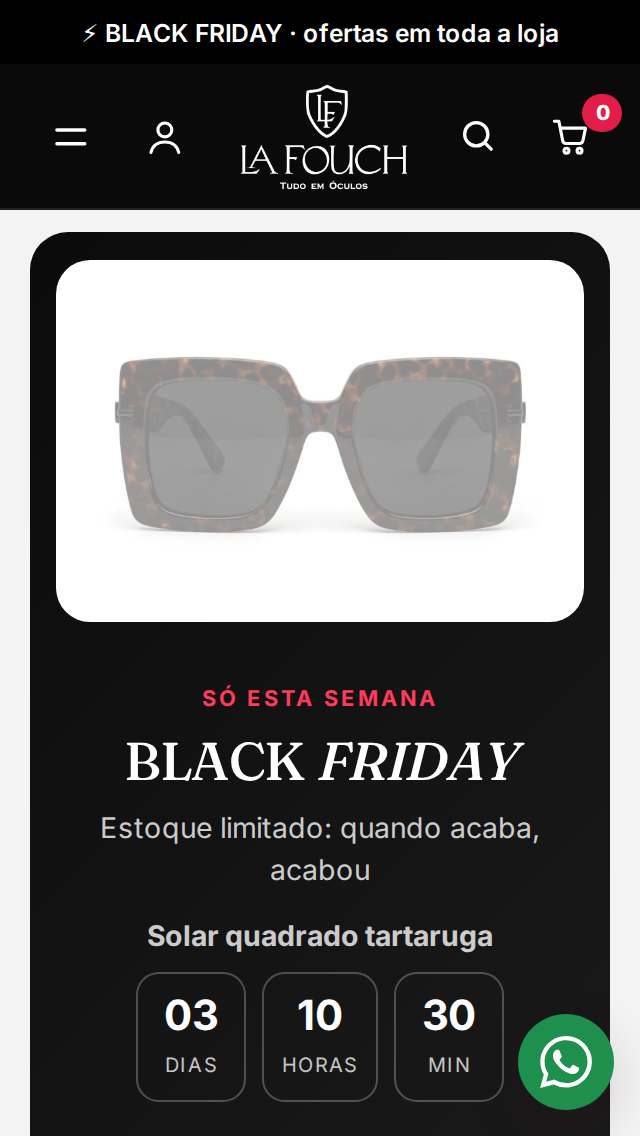 ⚡ BLACK FRIDAY · ofertas em toda a loja
LF
LA FOUCH
TUDO EM ÓCULOS
0
SÓ ESTA SEMANA
BLACK FRIDAY
Estoque limitado: quando acaba,
acabou
Solar quadrado tartaruga
03 10 30
DIAS HORAS MIN